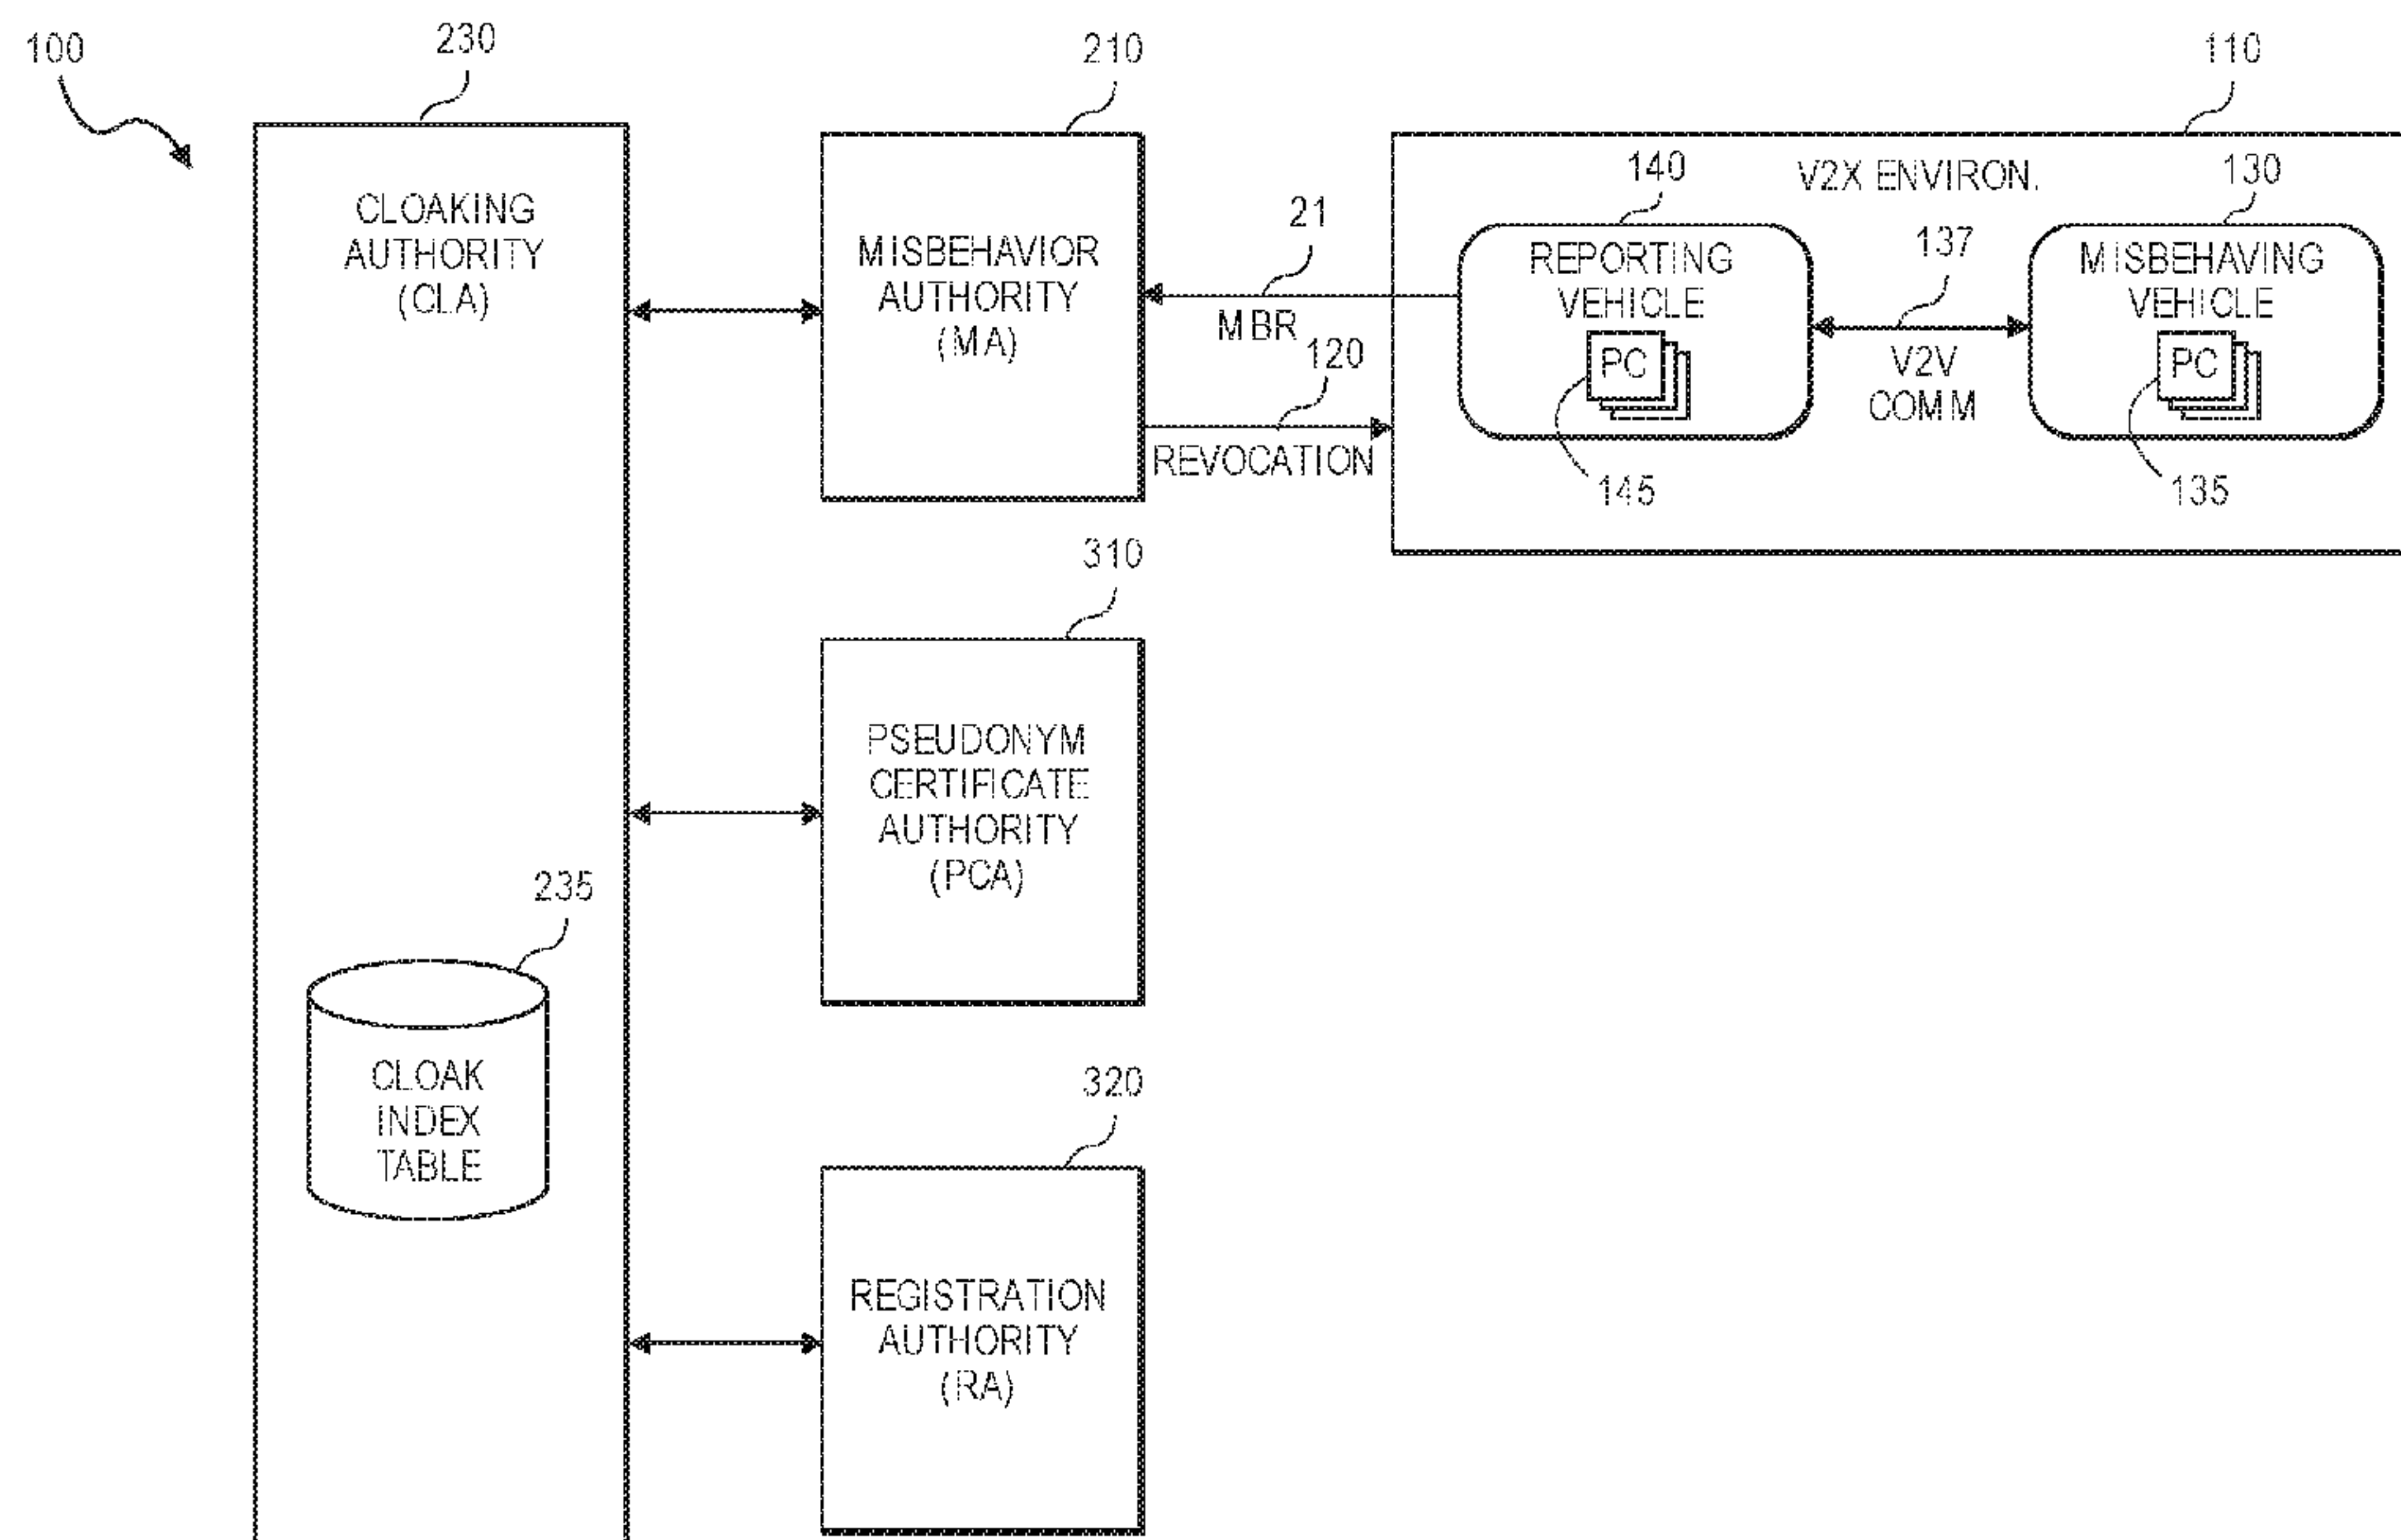 100
230
210
110
CLOAKING
AUTHORITY
(CLA)
MISBEHAVIOR
AUTHORITY
(MA)
21
MBR
120
REVOCATION
V2X ENVIRON.
140
REPORTING
VEHICLE
PC
145
137
V2V
COMM
130
MISBEHAVING
VEHICLE
PC
135
310
PSEUDONYM
CERTIFICATE
AUTHORITY
(PCA)
235
CLOAK
INDEX
TABLE
320
REGISTRATION
AUTHORITY
(RA)